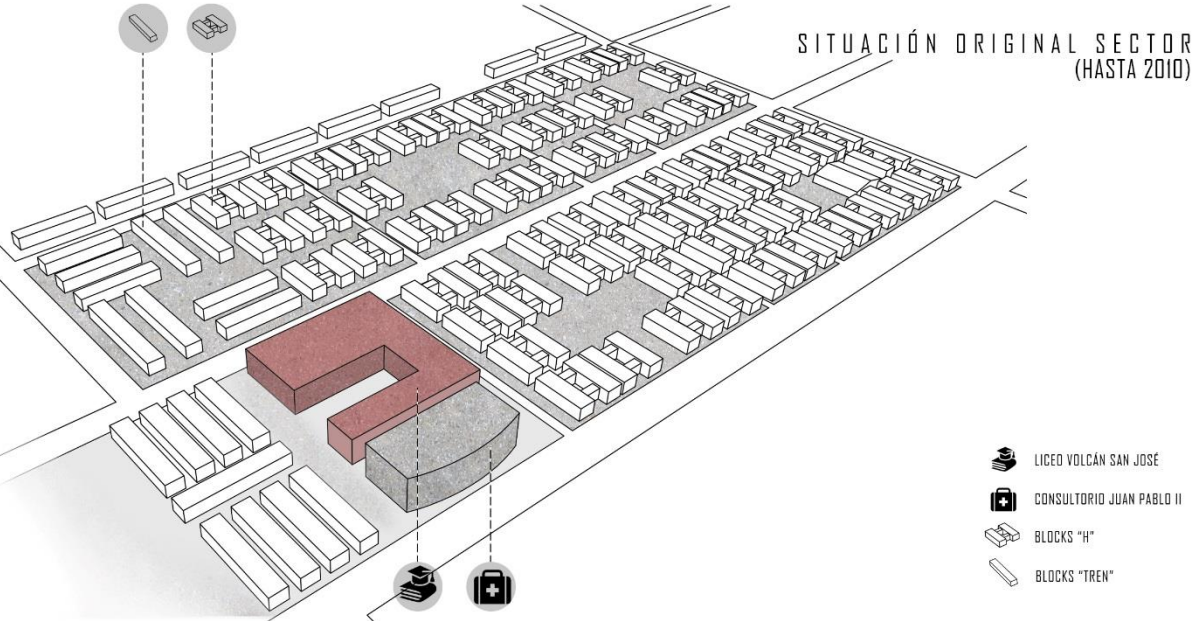 SITUACIÓN ORIGINAL SECTOR
(HASTA 2010)
LICEO VOLCÁN SAN JOSÉ
CONSULTORIO JUAN PABLO II
BLOCKS "H"
BLOCKS "TREN"